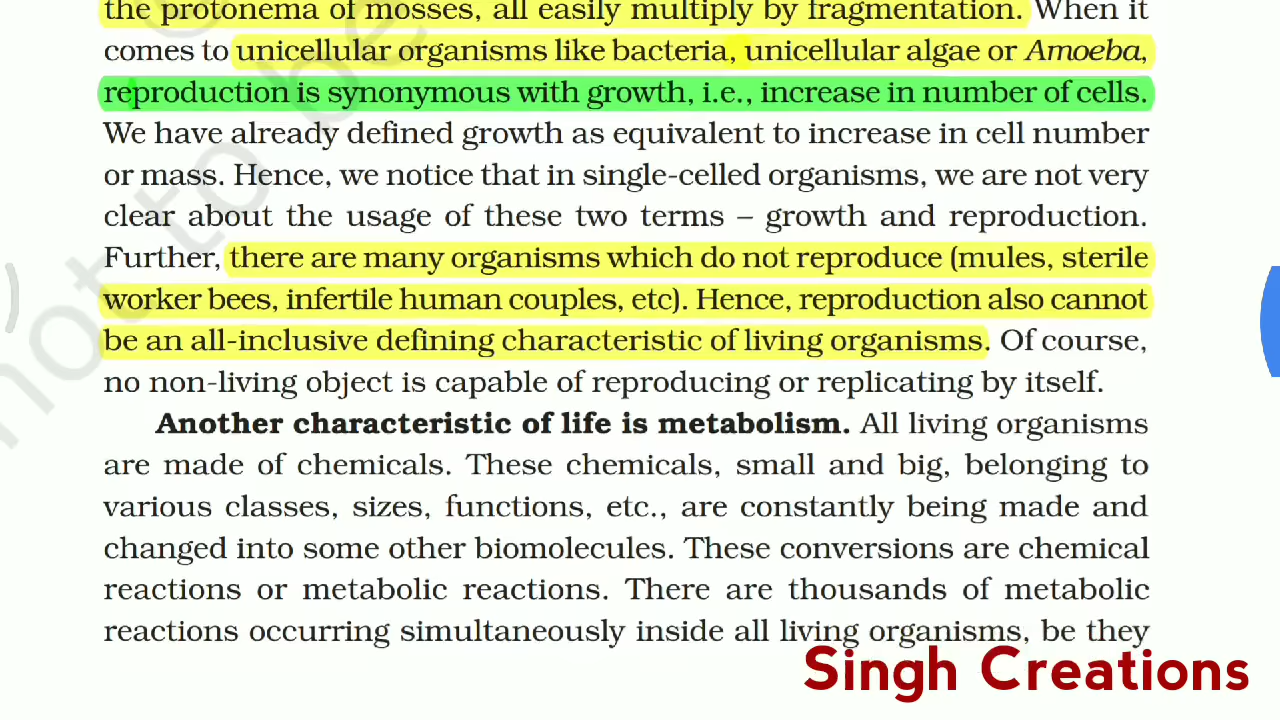 the protonema of mosses, all easily multiply by fragmentation. When it
comes to unicellular organisms like bacteria, unicellular algae or Amoeba,
reproduction is synonymous with growth, i.e., increase in number of cells.
We have already defined growth as equivalent to increase in cell number
or mass. Hence, we notice that in single-celled organisms, we are not very
clear about the usage of these two terms – growth and reproduction.
Further, there are many organisms which do not reproduce (mules, sterile
worker bees, infertile human couples, etc). Hence, reproduction also cannot
be an all-inclusive defining characteristic of living organisms. Of course,
no non-living object is capable of reproducing or replicating by itself.
Another characteristic of life is metabolism. All living organisms
are made of chemicals. These chemicals, small and big, belonging to
various classes, sizes, functions, etc., are constantly being made and
changed into some other biomolecules. These conversions are chemical
reactions or metabolic reactions. There are thousands of metabolic
reactions occurring simultaneously inside all living organisms, be they
Singh Creations
not to be